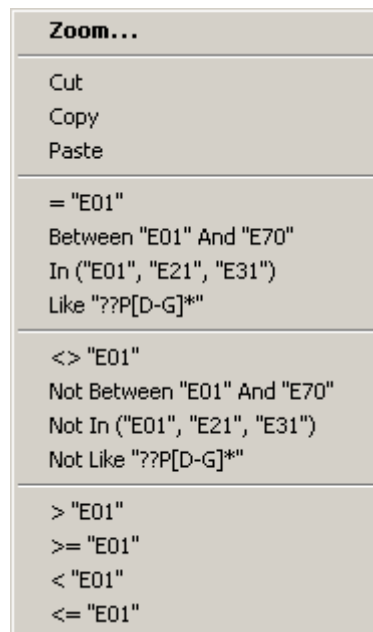 Zoom...
Cut
Copy
Paste
= "E01"
Between "E01" And "E70"
In ("E01", "E21", "E31")
Like "??P[D-G]*"
<> "E01"
Not Between "E01" And "E70"
Not In ("E01", "E21", "E31")
Not Like "??P[D-G]*"
> "E01"
>= "E01"
< "E01"
<= "E01"